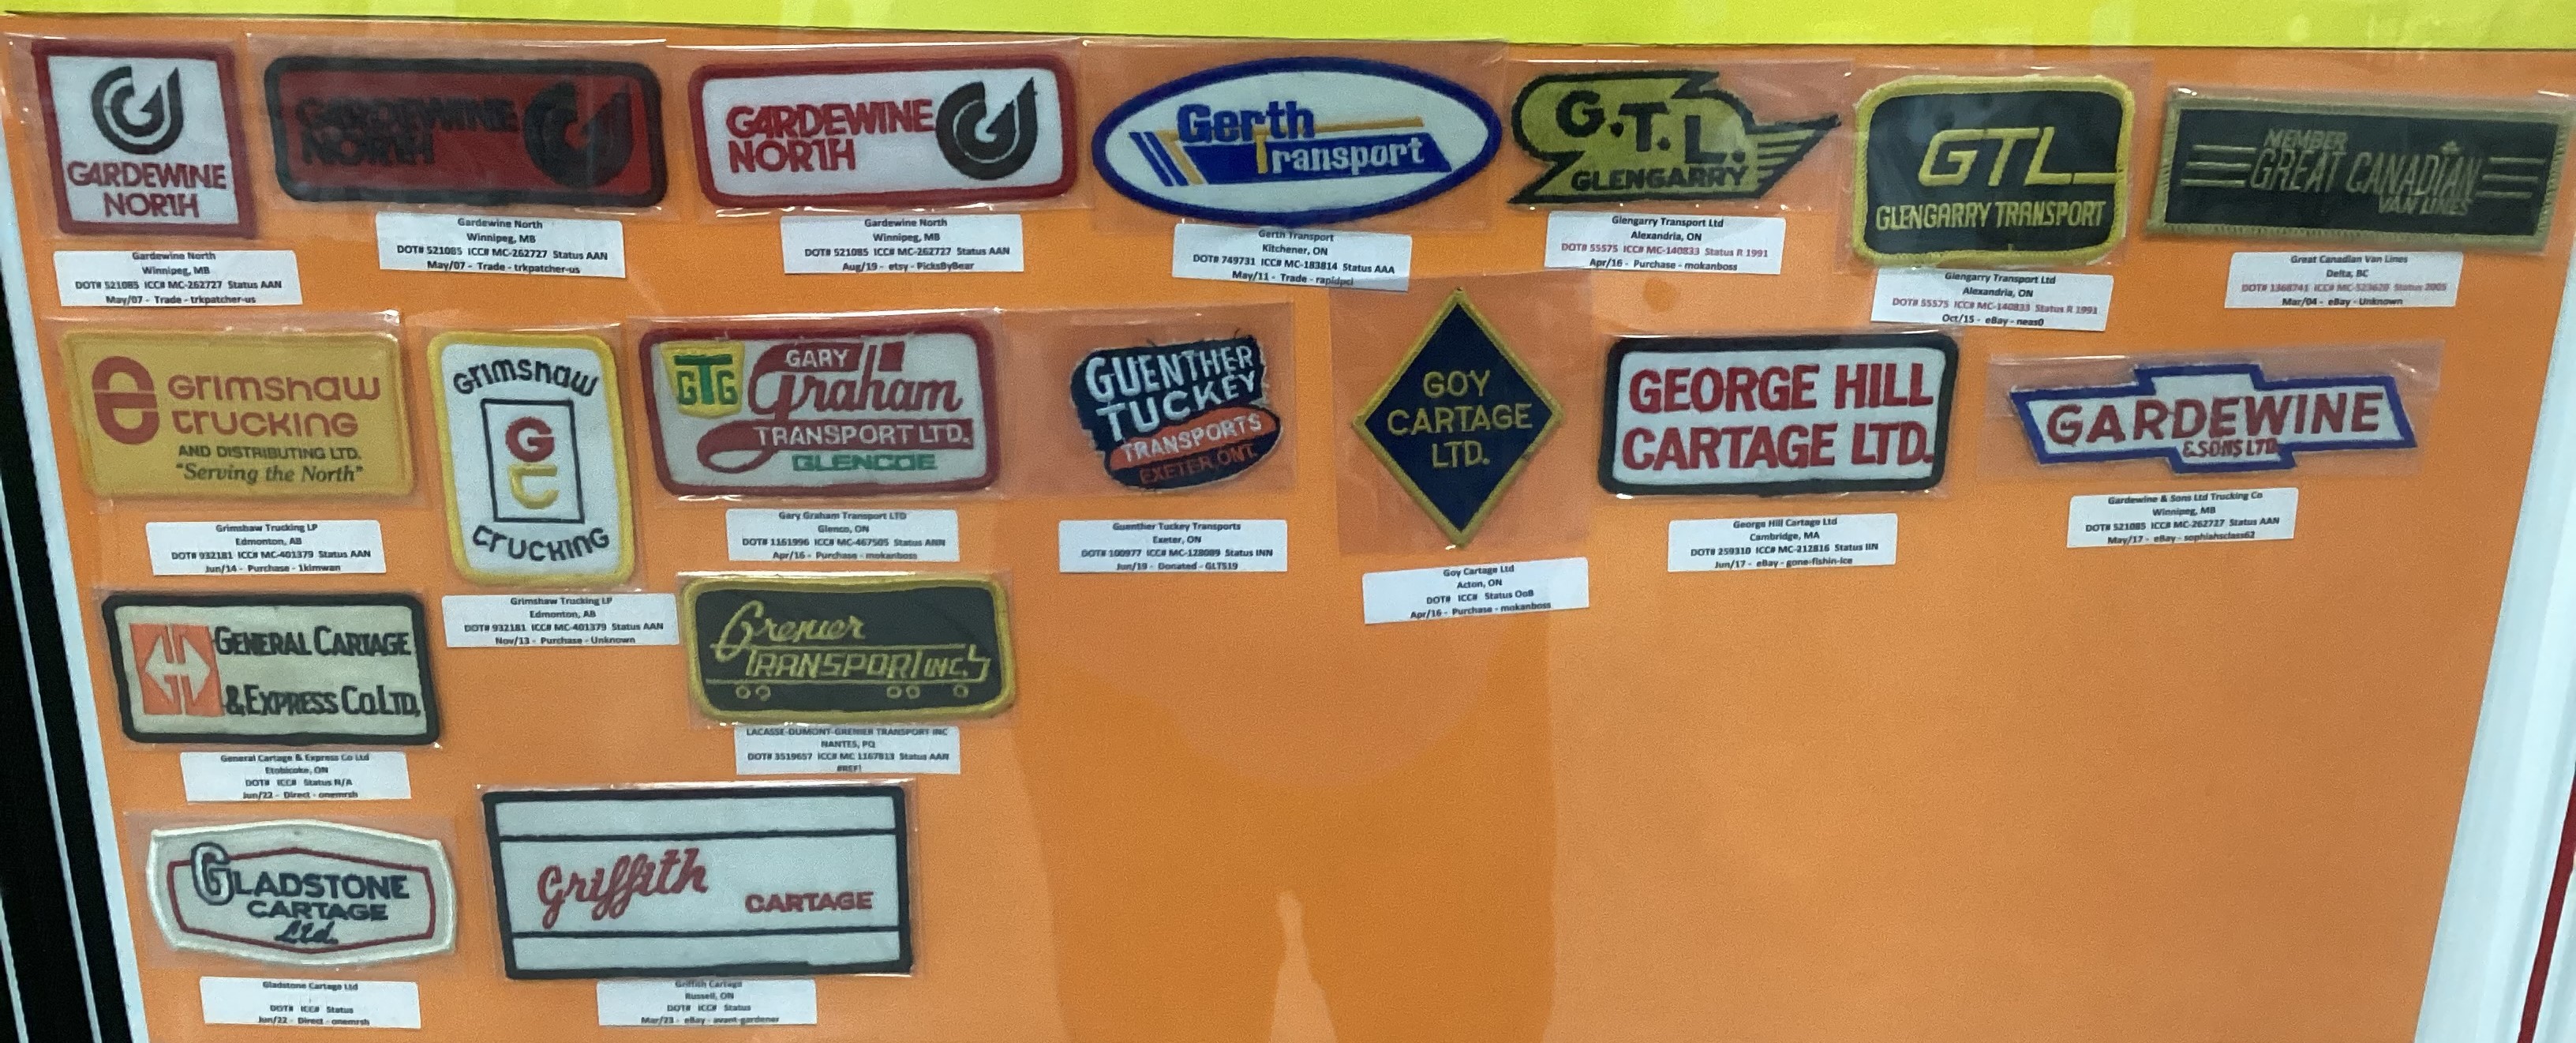 GARDEWINE
NORTH
Gardewine North
Winnipeg, MB
DOT# 521085 ICC# MC-262727 Status AAN
May/07 - Trade - trkpatcher-us
GARDEWINE
NORTH
Gardewine North
Winnipeg, MB
DOT# 521085 ICC# MC-262727 Status AAN
May/07 - Trade - trkpatcher-us
GARDEWINE
NORTH
Gardewine North
Winnipeg, MB
DOT# 521085 ICC# MC-262727 Status AAN
Aug/19 - etsy - PicksByBear
Gerth
Transport
Gerth Transport
Kitchener, ON
DOT# 749731 ICC# MC-183814 Status AAA
May/11 - Trade - rapidpci
G.T.L.
GLENGARRY
Glengarry Transport Ltd
Alexandria, ON
DOT# 55575 ICC# MC-140833 Status R 1991
Apr/16 - Purchase - mokanboss
GTL
GLENGARRY TRANSPORT
Glengarry Transport Ltd
Alexandria, ON
DOT# 55575 ICC# MC-140833 Status R 1991
Oct/15 - eBay - neas0
MEMBER
GREAT CANADIAN
VAN LINES
Great Canadian Van Lines
Delta, BC
DOT# 1368741 ICC# MC-523620 Status 2005
Mar/04 - eBay - Unknown
Grimshaw
trucking
AND DISTRIBUTING LTD.
"Serving the North"
Grimshaw Trucking LP
Edmonton, AB
DOT# 932181 ICC# MC-401379 Status AAN
Jun/14 - Purchase - 1kimwan
Grimshaw
G
t
trucking
Grimshaw Trucking LP
Edmonton, AB
DOT# 932181 ICC# MC-401379 Status AAN
Nov/13 - Purchase - Unknown
GTG
GARY
Graham
TRANSPORT LTD.
GLENCOE
Gary Graham Transport LTD
Glenco, ON
DOT# 1161996 ICC# MC-467505 Status ANN
Apr/16 - Purchase - mokanboss
GUENTHER
TUCKEY
TRANSPORTS
EXETER ONT.
Guenther Tuckey Transports
Exeter, ON
DOT# 100977 ICC# MC-128089 Status INN
Jun/19 - Donated - GLTS19
GOY
CARTAGE
LTD.
Goy Cartage Ltd
Acton, ON
DOT# ICC# Status OoB
Apr/16 - Purchase - mokanboss
GEORGE HILL
CARTAGE LTD.
George Hill Cartage Ltd
Cambridge, MA
DOT# 259310 ICC# MC-212816 Status IIN
Jun/17 - eBay - gone-fishin-ice
GARDEWINE
& SONS LTD
Gardewine & Sons Ltd Trucking Co
Winnipeg, MB
DOT# 521085 ICC# MC-262727 Status AAN
May/17 - eBay - sophiahsclass62
GENERAL CARTAGE
& EXPRESS CO LTD.
General Cartage & Express Co Ltd
Etobicoke, ON
DOT# ICC# Status N/A
Jun/22 - Direct - onemrsh
Grenier
TRANSPORT INC.
LACASSE-DUMONT-GRENIER TRANSPORT INC
NANTES, PQ
DOT# 3519657 ICC# MC 1167813 Status AAN
#REF!
GLADSTONE
CARTAGE
Ltd.
Gladstone Cartage Ltd
DOT# ICC# Status
Jun/22 - Direct - onemrsh
Griffith
CARTAGE
Griffith Cartage
Russell, ON
DOT# ICC# Status
Mar/23 - eBay - avant-gardener